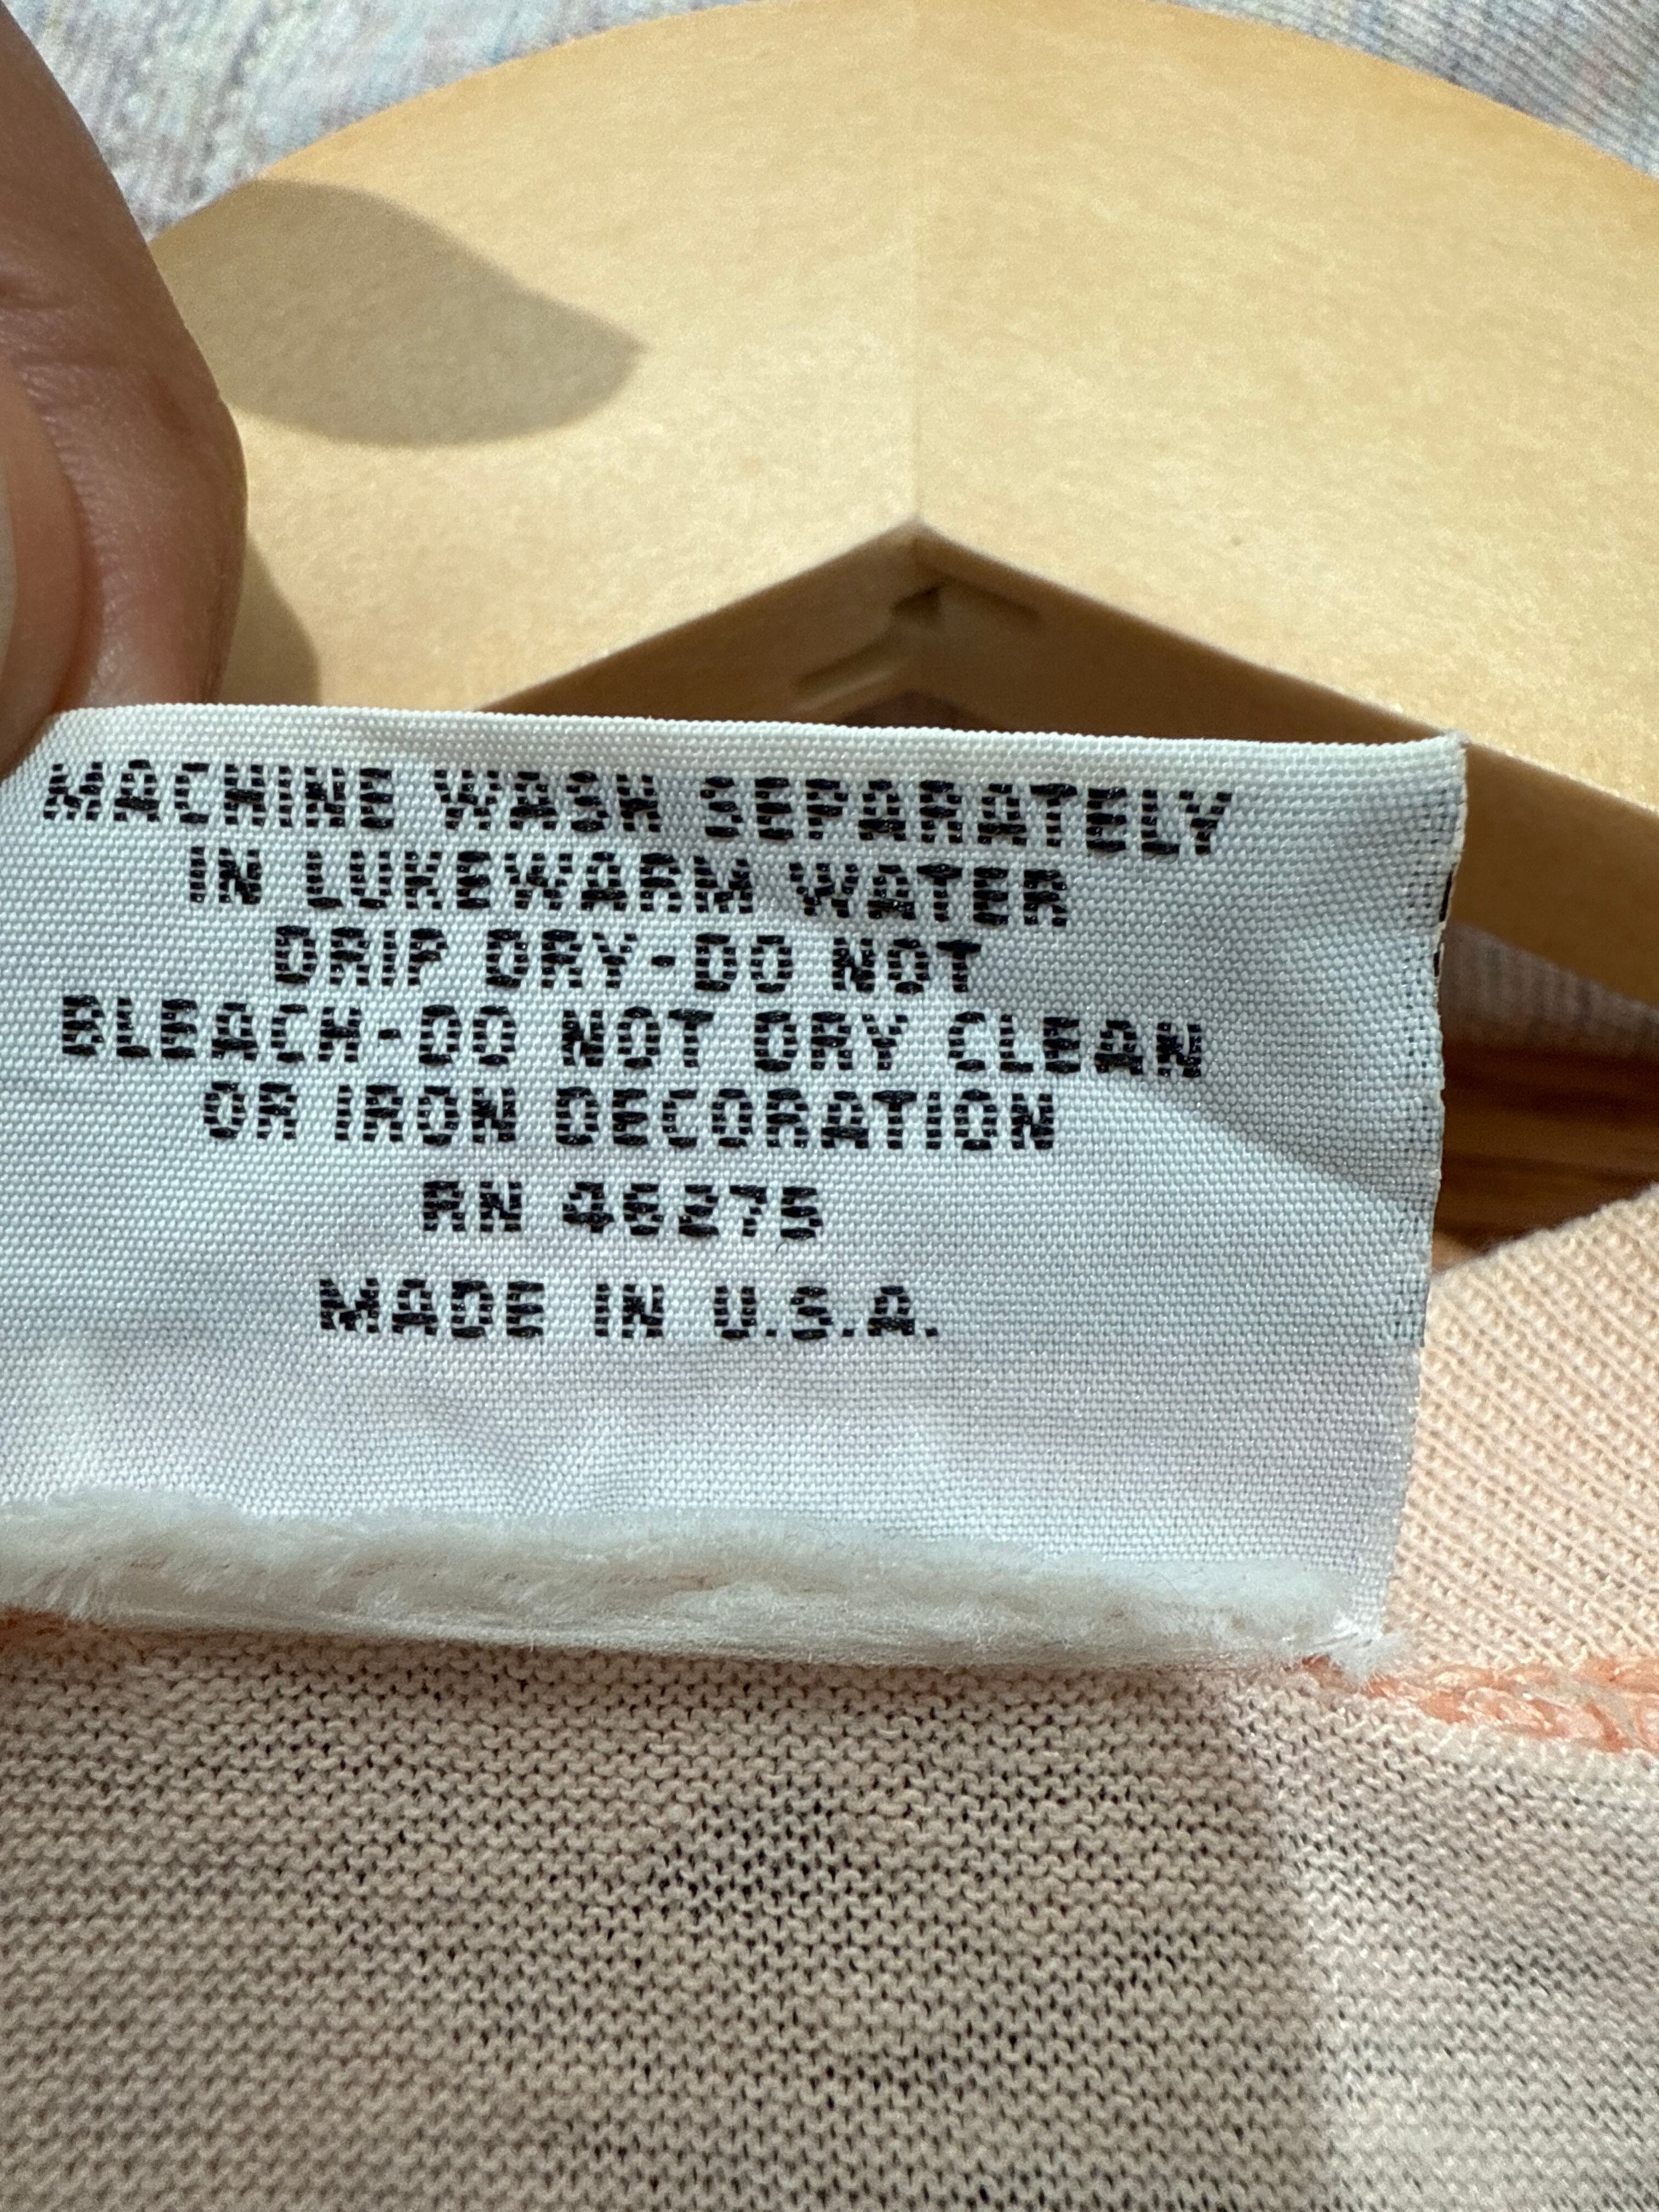 MACHINE WASH SEPARATELY
IN LUKEWARM WATER
DRIP DRY-DO NOT
BLEACH-DO NOT DRY CLEAN
OR IRON DECORATION
RN 46275
MADE IN U.S.A.